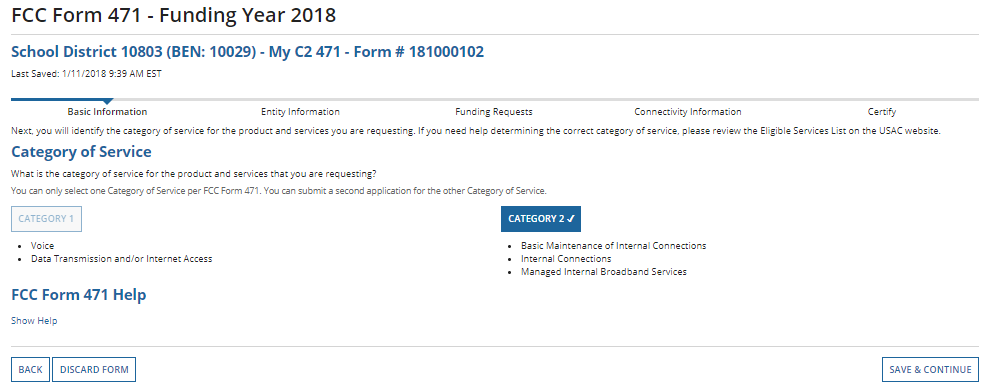 FCC Form 471 - Funding Year 2018
School District 10803 (BEN: 10029) - My C2 471 - Form # 181000102
Last Saved: 1/11/2018 9:39 AM EST
Basic Information
Entity Information
Funding Requests
Connectivity Information
Certify
Next, you will identify the category of service for the product and services you are requesting. If you need help determining the correct category of service, please review the Eligible Services List on the USAC website.
Category of Service
What is the category of service for the product and services that you are requesting?
You can only select one Category of Service per FCC Form 471. You can submit a second application for the other Category of Service.
CATEGORY 1
• Voice
• Data Transmission and/or Internet Access
CATEGORY 2 ✓
• Basic Maintenance of Internal Connections
• Internal Connections
• Managed Internal Broadband Services
FCC Form 471 Help
Show Help
BACK
DISCARD FORM
SAVE & CONTINUE